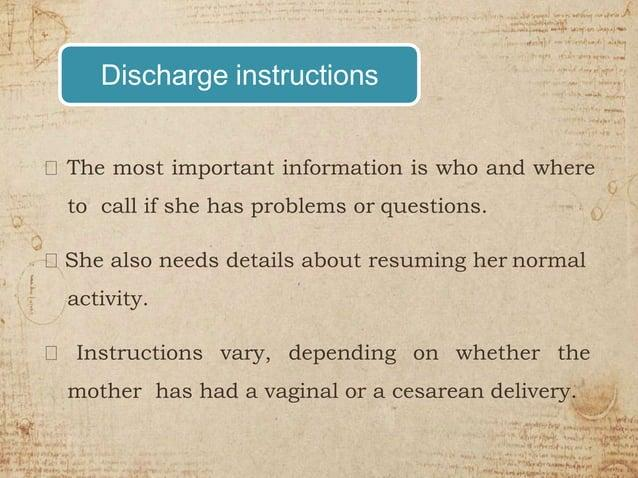 Discharge instructions
The most important information is who and where
to call if she has problems or questions.
She also needs details about resuming her normal
activity.
Instructions vary, depending on whether the
mother has had a vaginal or a cesarean delivery.